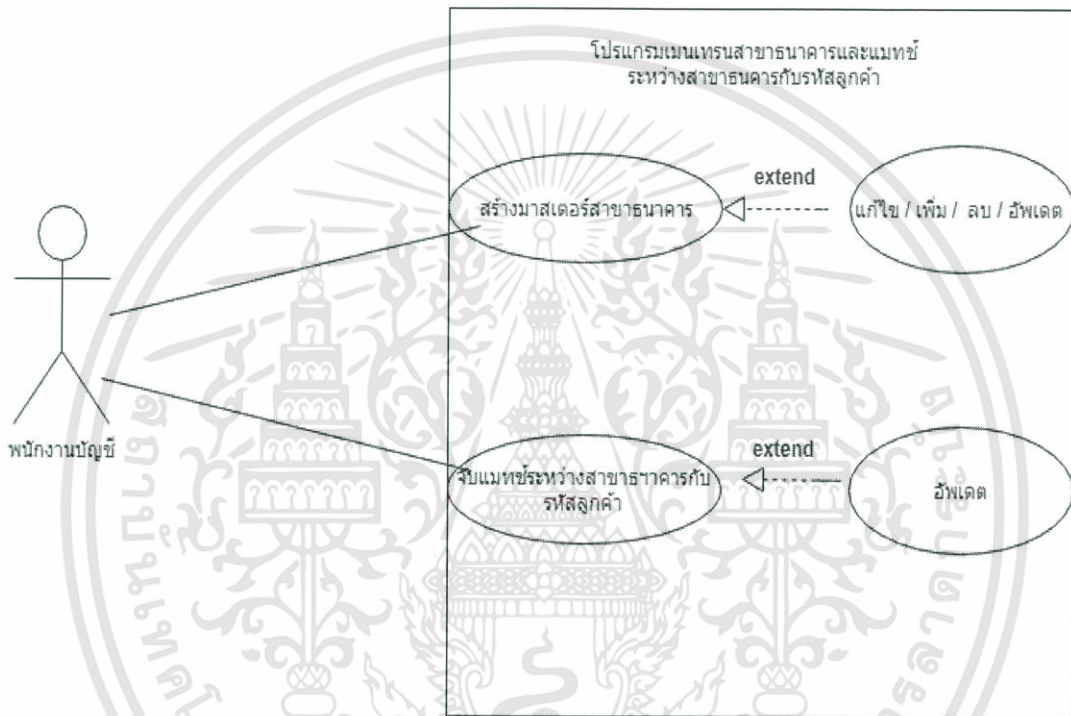 โปรแกรมเมนเทรนสาขาธนาคารและแมทช์
ระหว่างสาขาธนคารกับรหัสลูกค้า
สร้างมาสเตอร์สาขาธนาคาร
extend
แก้ไข / เพิ่ม / ลบ / อัพเดต
พนักงานบัญชี
จับแมทช์ระหว่างสาขาธฯาคารกับ
รหัสลูกค้า
extend
อัพเดต